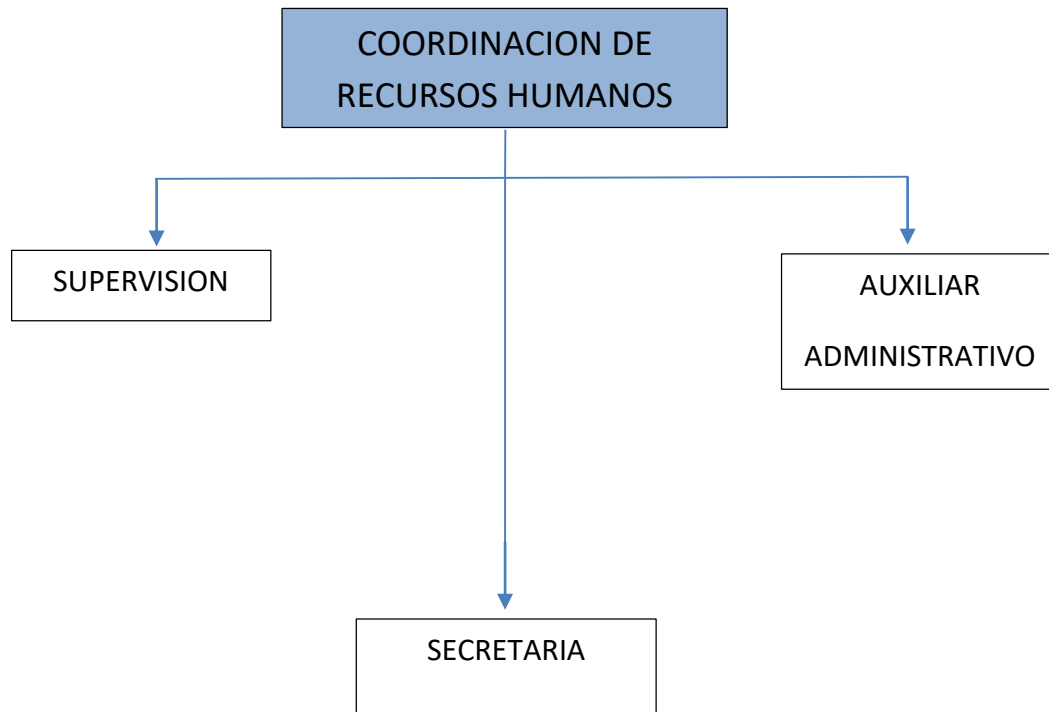 COORDINACION DE
RECURSOS HUMANOS
SUPERVISION
AUXILIAR
ADMINISTRATIVO
SECRETARIA